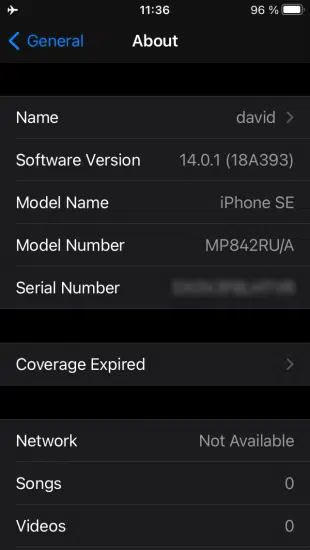 11:36
96 %
General
About
Name david
Software Version 14.0.1 (18A393)
Model Name iPhone SE
Model Number MP842RU/A
Serial Number
Coverage Expired
Network Not Available
Songs 0
Videos 0